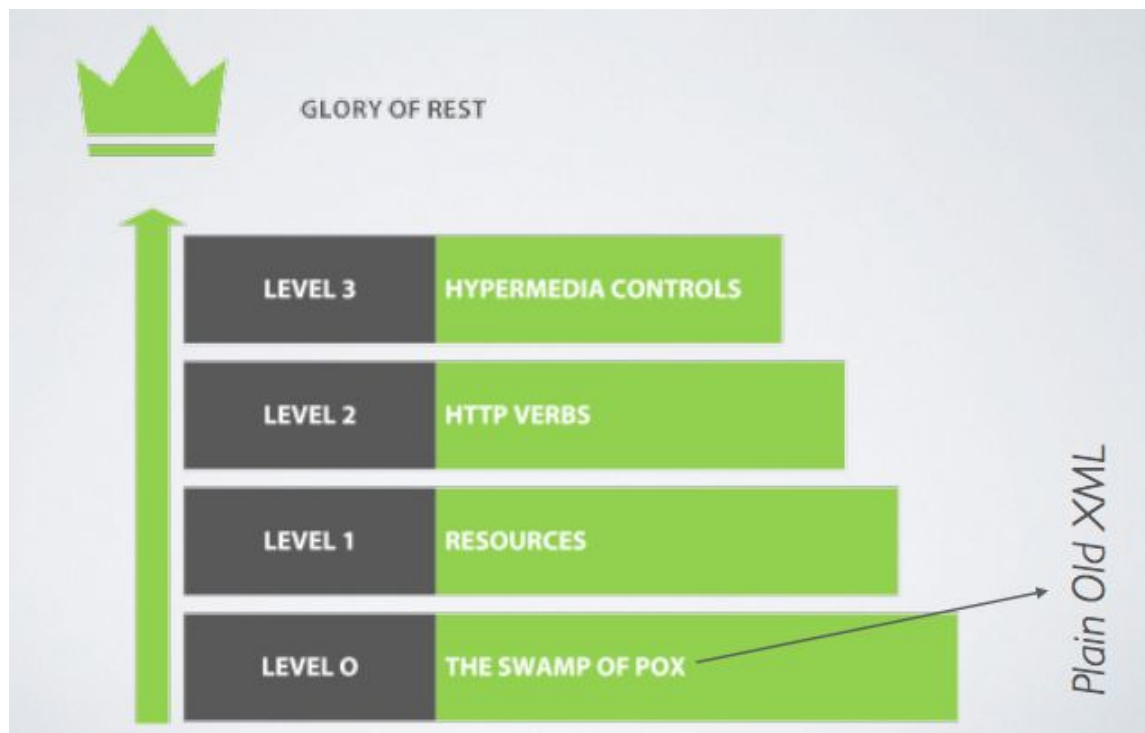 GLORY OF REST
LEVEL 3 HYPERMEDIA CONTROLS
LEVEL 2 HTTP VERBS
LEVEL 1 RESOURCES
LEVEL O THE SWAMP OF POX
Plain Old XML